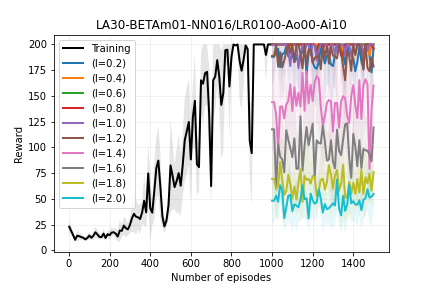 LA30-BETAm01-NN016/LR0100-Ao00-Ai10
Reward
200
175
150
125
100
75
50
25
0
Training
(l=0.2)
(l=0.4)
(l=0.6)
(l=0.8)
(l=1.0)
(l=1.2)
(l=1.4)
(l=1.6)
(l=1.8)
(l=2.0)
0 200 400 600 800 1000 1200 1400
Number of episodes